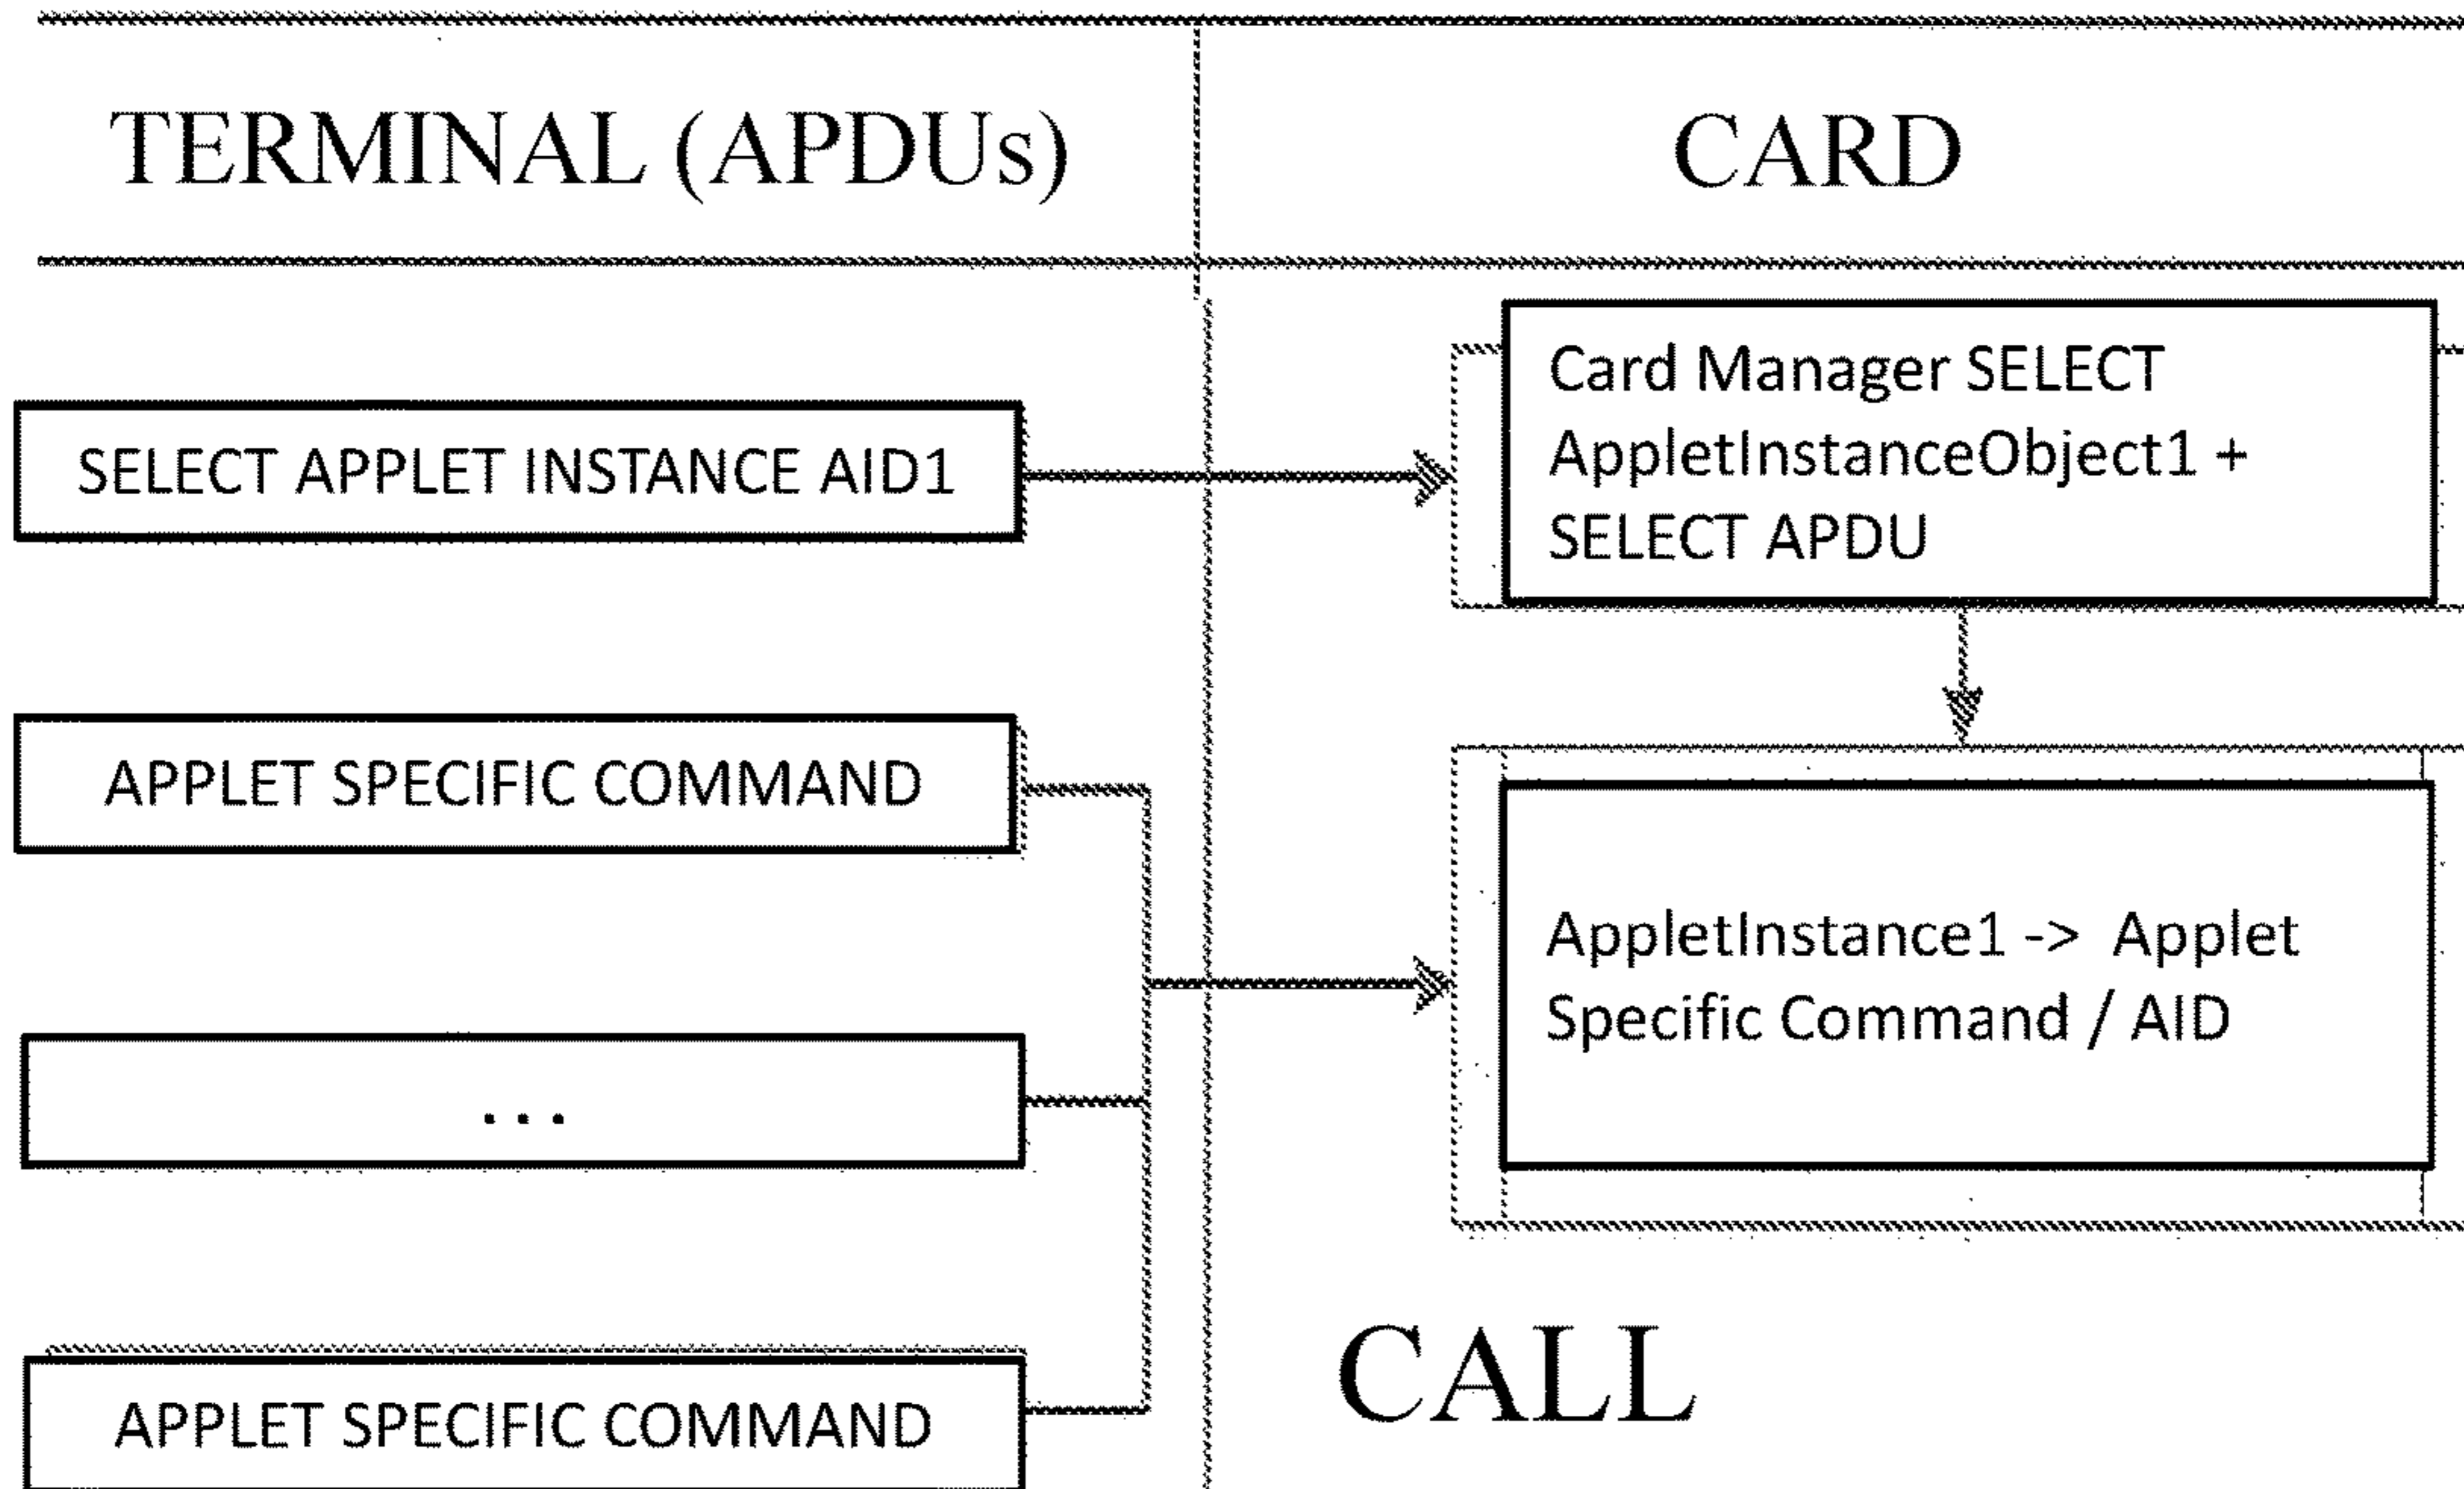 TERMINAL (APDUs)
CARD
SELECT APPLET INSTANCE AID1
Card Manager SELECT
AppletInstanceObject1 +
SELECT APDU
APPLET SPECIFIC COMMAND
AppletInstance1 -> Applet
Specific Command / AID
...
APPLET SPECIFIC COMMAND
CALL